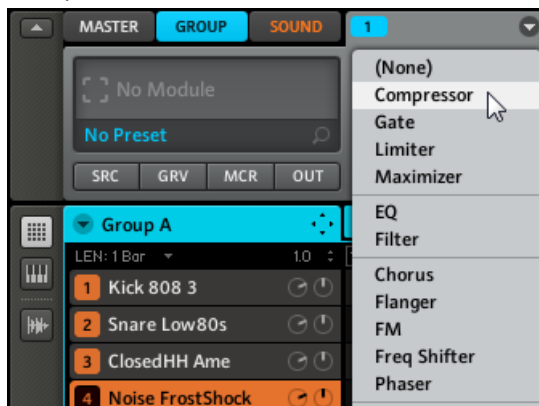 MASTER GROUP SOUND 1
No Module
No Preset
SRC GRV MCR OUT
Group A
LEN: 1 Bar 1.0
1 Kick 808 3
2 Snare Low80s
3 ClosedHH Ame
4 Noise FrostShock
(None)
Compressor
Gate
Limiter
Maximizer
EQ
Filter
Chorus
Flanger
FM
Freq Shifter
Phaser